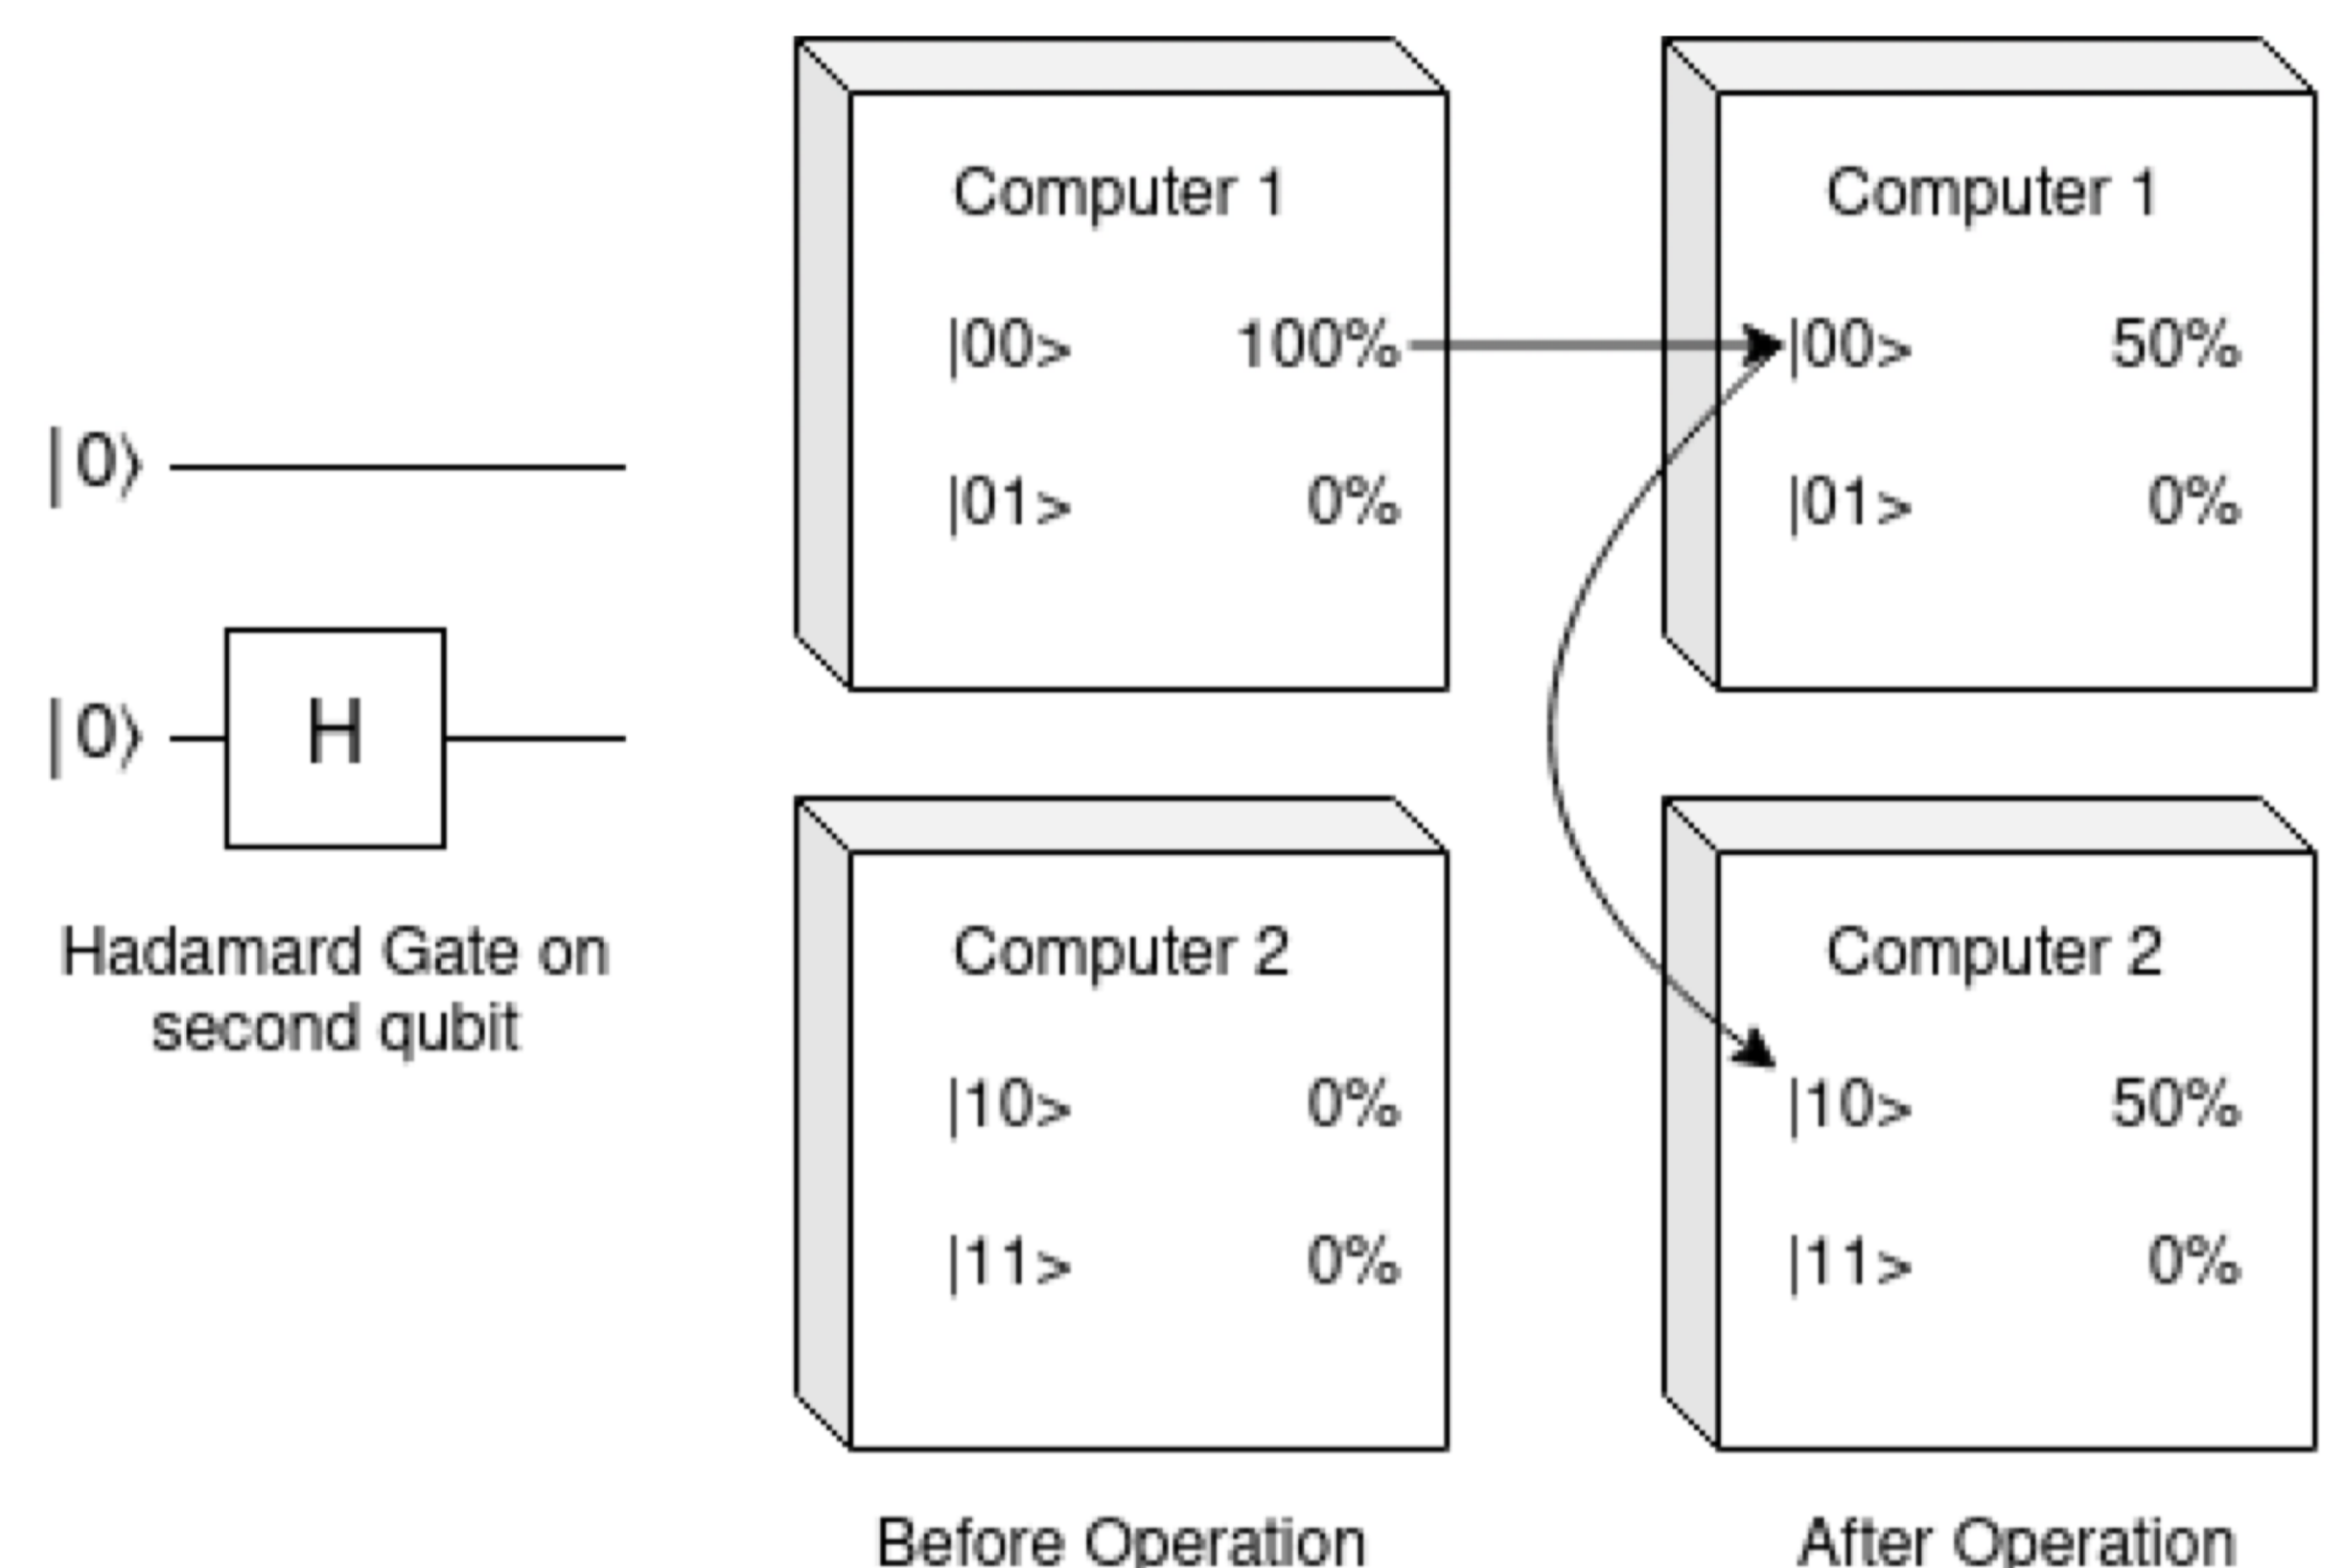 |0⟩
|0⟩
H
Hadamard Gate on
second qubit
Computer 1
|00> 100%
|01> 0%
Computer 2
|10> 0%
|11> 0%
Before Operation
Computer 1
|00> 50%
|01> 0%
Computer 2
|10> 50%
|11> 0%
After Operation